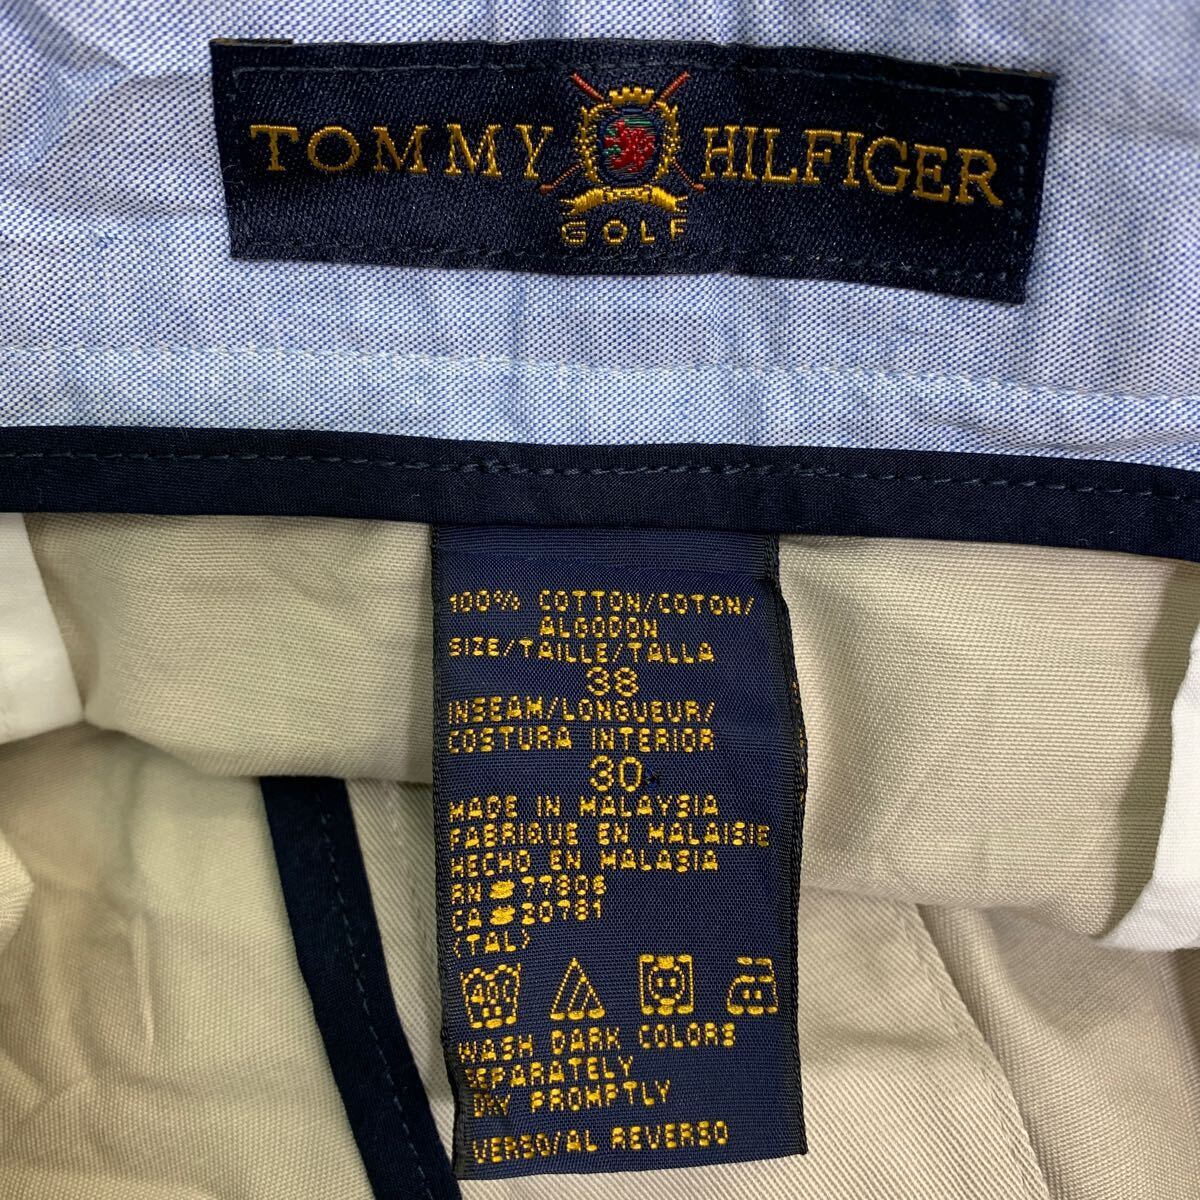 TOMMY HILFIGER
GOLF
100% COTTON/COTON/
ALGODON
SIZE/TAILLE/TALLA
38
INSEAM/LONGUEUR/
COSTURA INTERIOR
30
MADE IN MALAYSIA
FABRIQUE EN MALAISIE
HECHO EN MALASIA
RN # 77806
CA # 30781
(TAL)
40C
WASH DARK COLORS
SEPARATELY
DRY PROMPTLY
VERSO/AL REVERSO